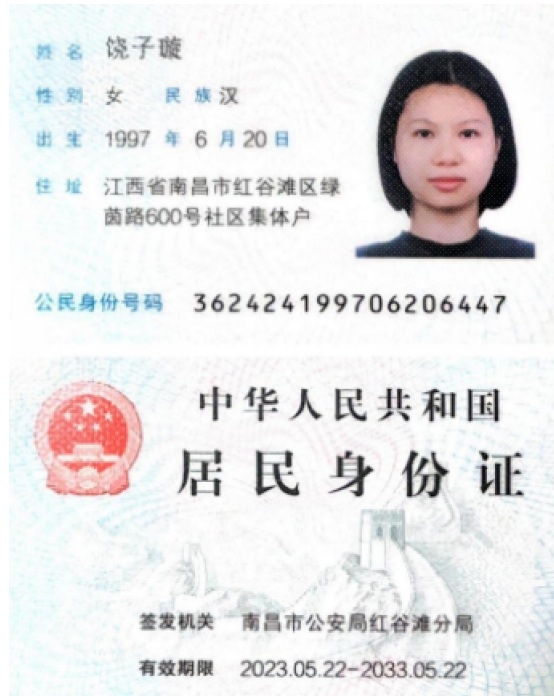 姓名 饶子璇
性别 女 民族 汉
出生 1997 年 6 月 20 日
住址 江西省南昌市红谷滩区绿
茵路600号社区集体户
公民身份号码 362424199706206447
中华人民共和国
居民身份证
签发机关 南昌市公安局红谷滩分局
有效期限 2023.05.22-2033.05.22